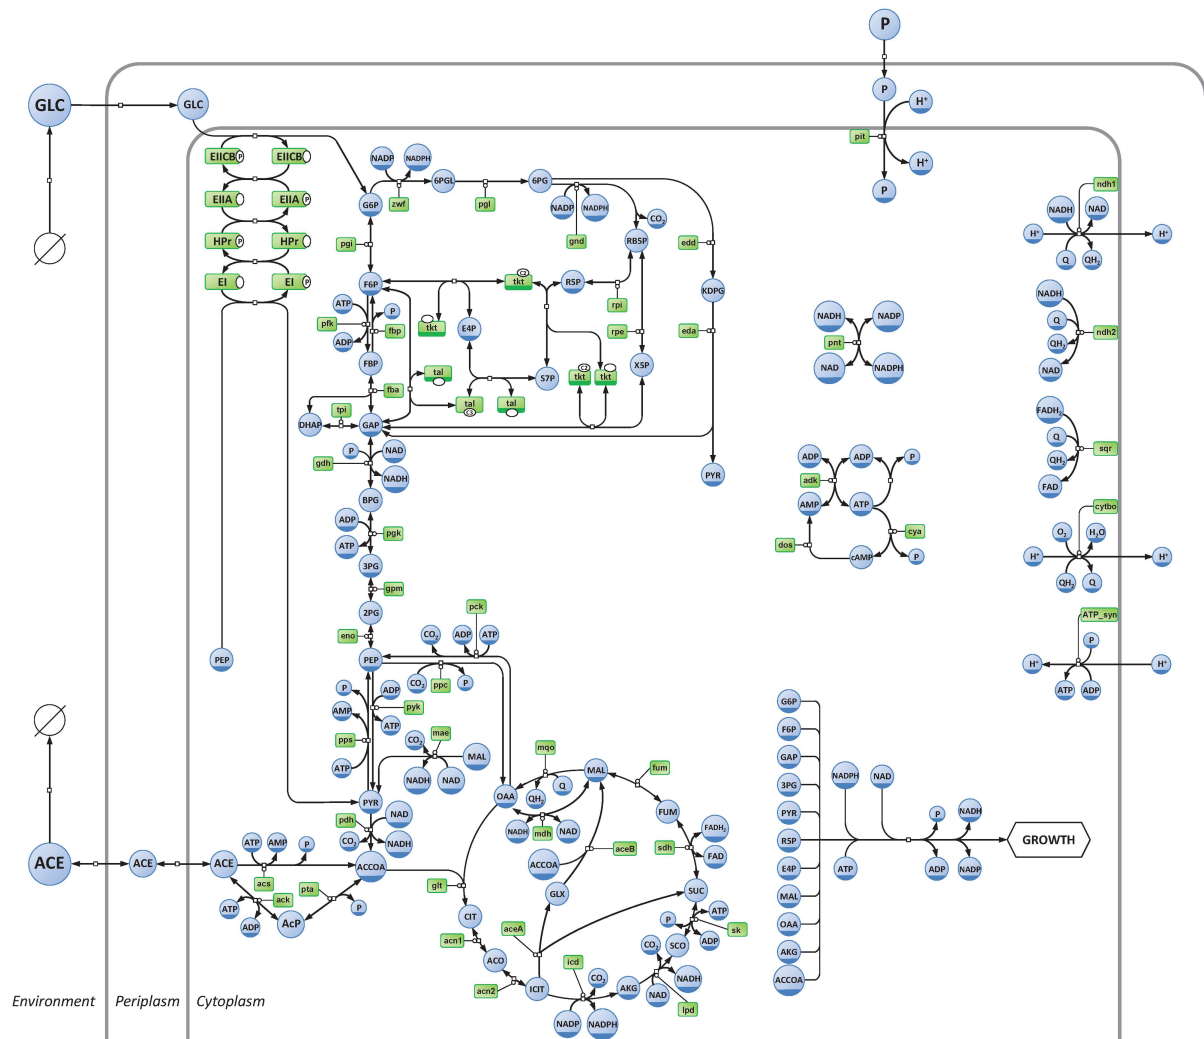 P
GLC
GLC
P
H⁺
pit
H⁺
P
EIICB P
EIICB
EIIA P
EIIA P
HPr P
HPr
EI
EI P
NADP
NADPH
6PGL
6PG
G6P
zwf
pgl
NADP
NADPH
CO₂
gnd
RB5P
edd
pgi
F6P
tkt
C2
R5P
KDPG
rpi
ATP
P
pfk
fbp
ADP
tkt
E4P
rpe
eda
FBP
tal
S7P
tkt
C2
tkt
X5P
fba
tpi
tal
C3
tal
DHAP
GAP
P
NAD
gdh
NADH
PYR
BPG
ADP
pgk
ATP
3PG
gpm
2PG
eno
pck
CO₂
ADP
ATP
PEP
PEP
CO₂
ppc
P
P
ADP
AMP
pyk
ATP
pps
ATP
mae
CO₂
MAL
NADH
NAD
PYR
NAD
pdh
CO₂
NADH
ACE
ACE
ACE
ATP
AMP
P
ACCOA
acs
ack
pta
ATP
ADP
AcP
P
mqo
MAL
fum
OAA
QH₂
Q
NADH
mdh
NAD
FUM
FADH₂
sdh
FAD
ACCOA
aceB
glt
GLX
SUC
CIT
aceA
P
ATP
sk
ADP
acn1
ACO
icd
CO₂
SCO
acn2
ICIT
CO₂
AKG
NADH
NAD
lpd
NADP
NADPH
NADH
NADP
pnt
NAD
NADPH
ADP
ADP
P
adk
AMP
ATP
cya
dos
cAMP
P
ndh1
NADH
NAD
H⁺
H⁺
Q
QH₂
NADH
Q
ndh2
QH₂
NAD
FADH₂
Q
sqr
QH₂
FAD
cytbo
O₂
H₂O
H⁺
H⁺
QH₂
Q
ATP_syn
P
H⁺
H⁺
ATP
ADP
G6P
F6P
GAP
3PG
PYR
R5P
E4P
MAL
OAA
AKG
ACCOA
NADPH
NAD
P
NADH
ATP
ADP
NADP
GROWTH
Environment
Periplasm
Cytoplasm